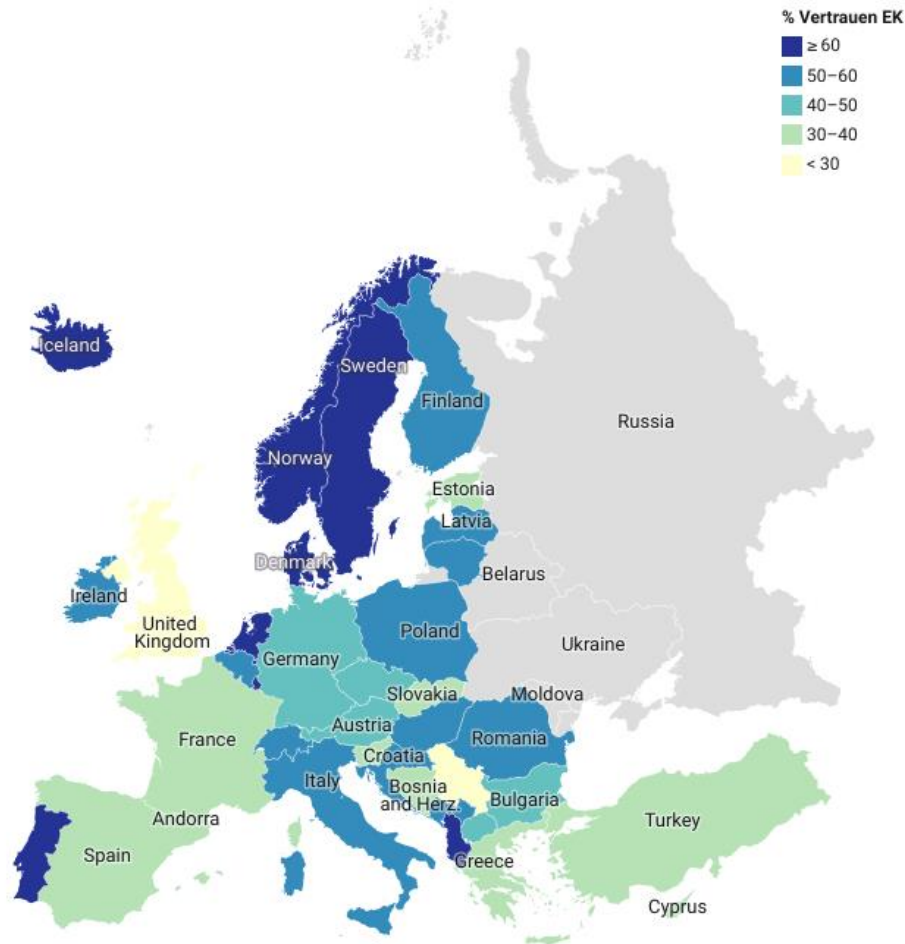 % Vertrauen EK
≥ 60
50–60
40–50
30–40
< 30
Iceland
Sweden
Finland
Russia
Norway
Estonia
Latvia
Denmark
Belarus
Ireland
United
Kingdom
Poland
Ukraine
Germany
Slovakia
Moldova
Austria
France
Romania
Croatia
Italy
Bosnia
and Herz.
Bulgaria
Andorra
Turkey
Spain
Greece
Cyprus